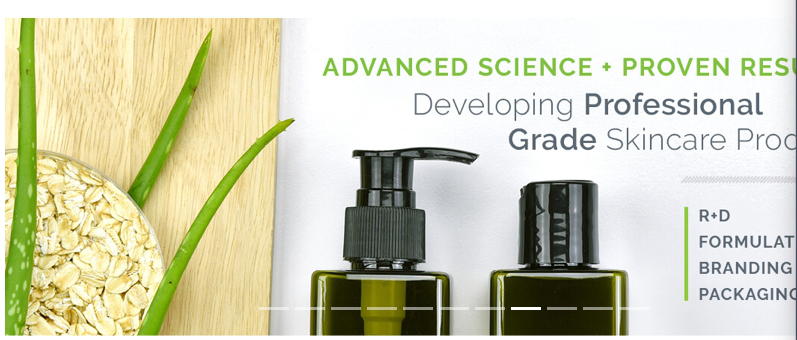 ADVANCED SCIENCE + PROVEN RESU
Developing Professional
Grade Skincare Prod
R+D
FORMULAT
BRANDING
PACKAGING